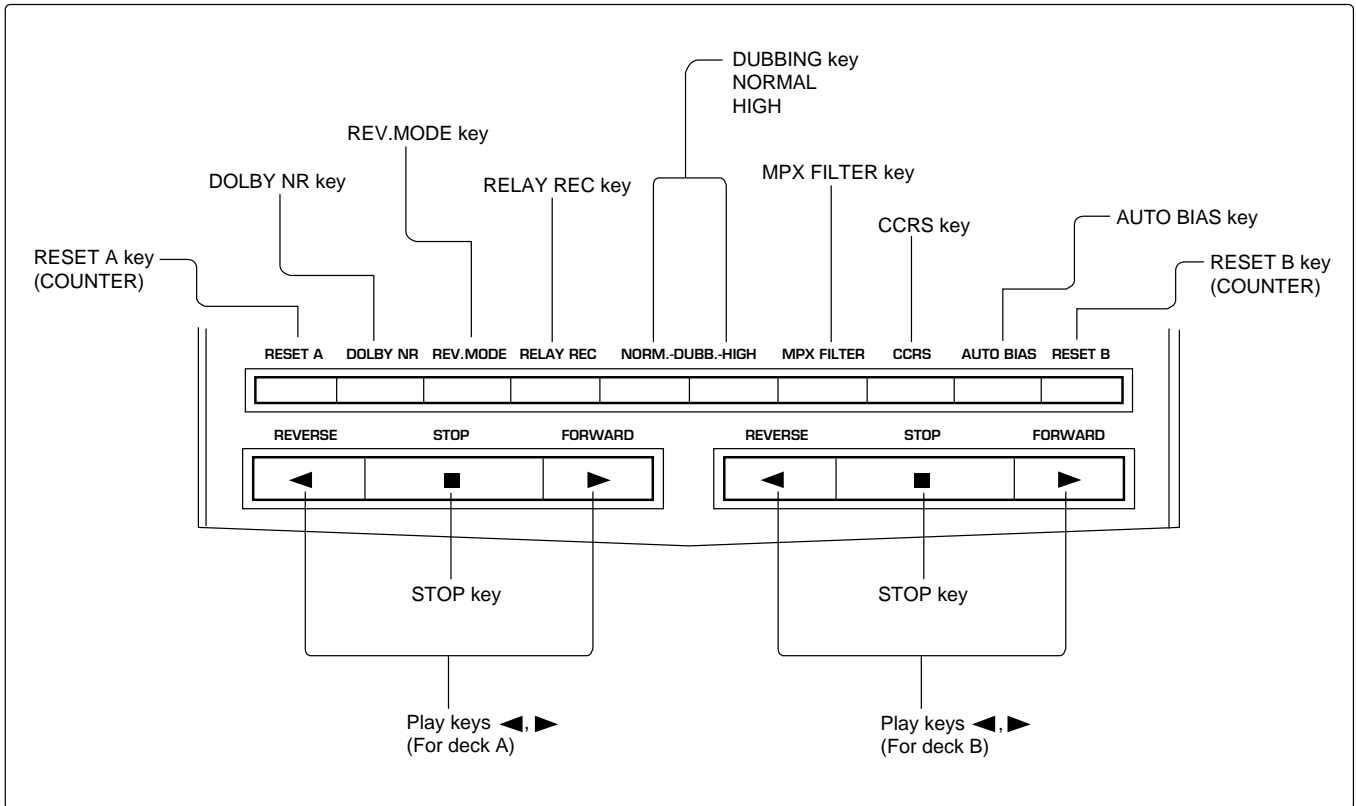 DUBBING key
NORMAL
HIGH
REV.MODE key
DOLBY NR key
RELAY REC key
MPX FILTER key
CCRS key
AUTO BIAS key
RESET A key
(COUNTER)
RESET B key
(COUNTER)
RESET A DOLBY NR REV.MODE RELAY REC NORM.-DUBB.-HIGH MPX FILTER CCRS AUTO BIAS RESET B
REVERSE STOP FORWARD REVERSE STOP FORWARD
◀ ■ ▶ ◀ ■ ▶
STOP key STOP key
Play keys ◀, ▶
(For deck A)
Play keys ◀, ▶
(For deck B)